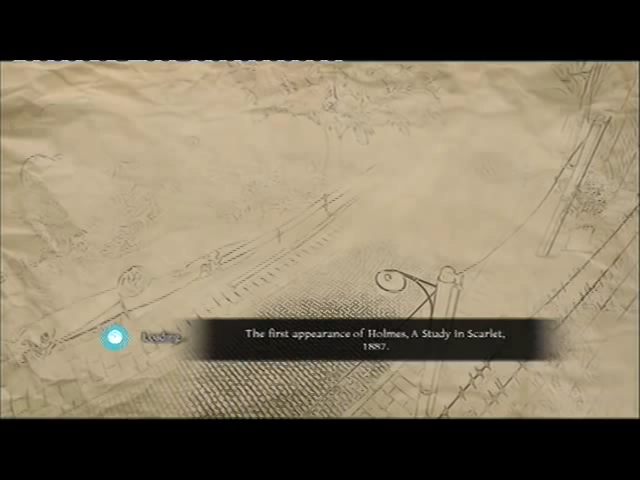 Loading...
The first appearance of Holmes, A Study in Scarlet,
1887.